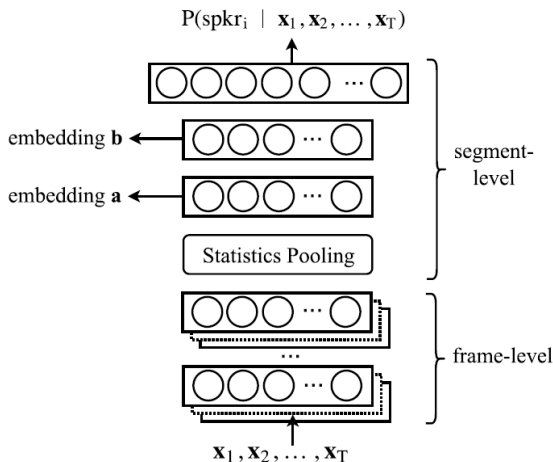 P(spkr_i | x_1, x_2, ..., x_T)
...
embedding b
...
segment-level
embedding a
...
Statistics Pooling
...
...
frame-level
...
x_1, x_2, ..., x_T